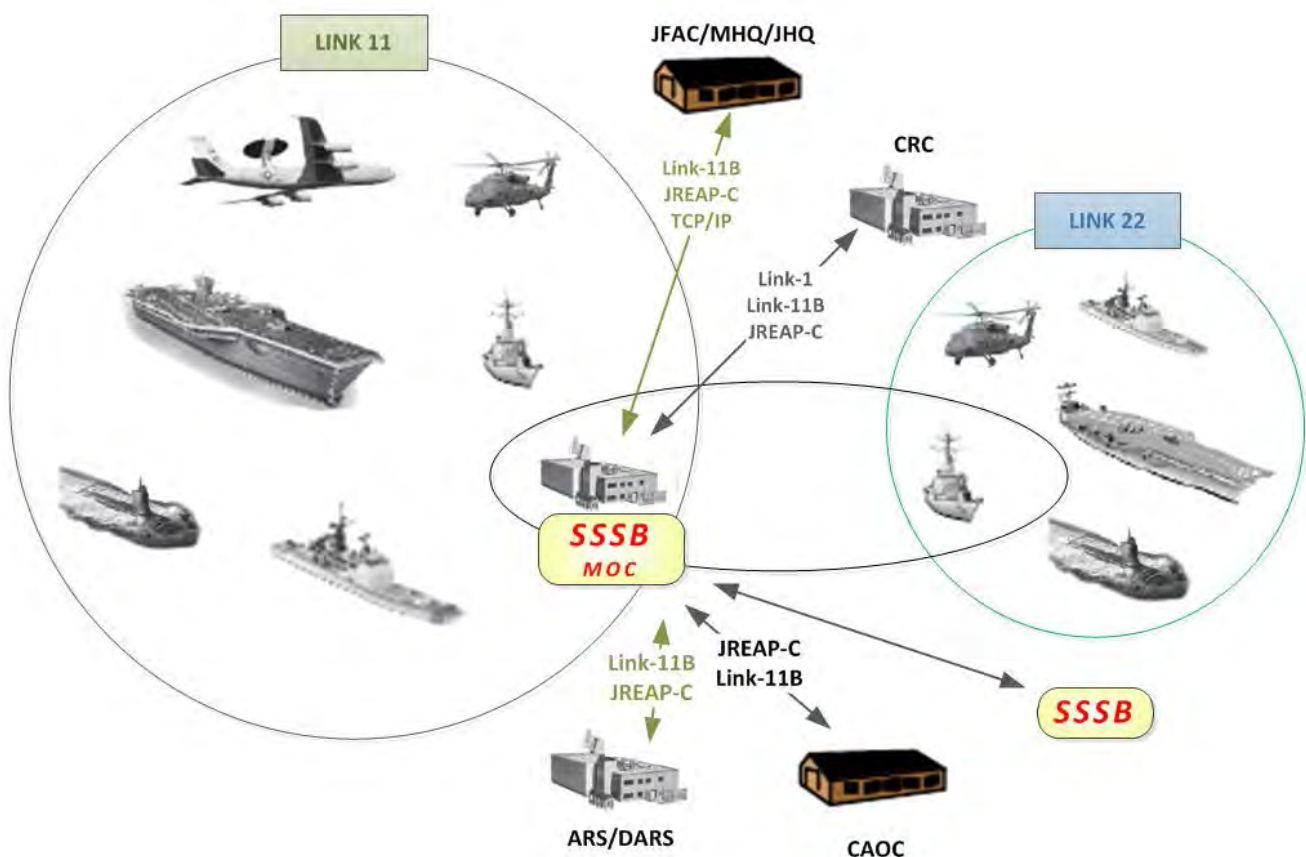 LINK 11
JFAC/MHQ/JHQ
Link-11B
JREAP-C
TCP/IP
CRC
Link-1
Link-11B
JREAP-C
LINK 22
SSSB
MOC
Link-11B
JREAP-C
JREAP-C
Link-11B
SSSB
ARS/DARS
CAOC